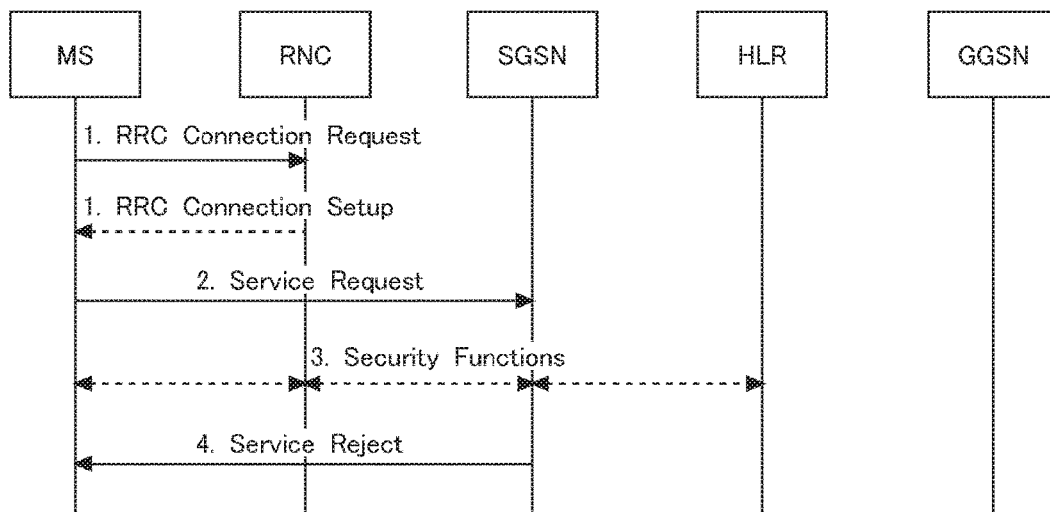 MS RNC SGSN HLR GGSN
1. RRC Connection Request
1. RRC Connection Setup
2. Service Request
3. Security Functions
4. Service Reject